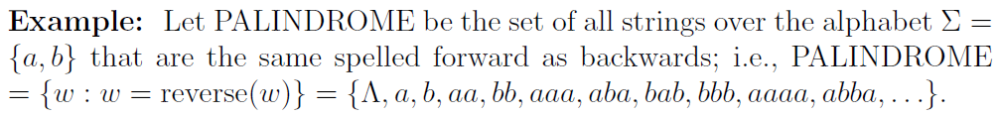 Example: Let PALINDROME be the set of all strings over the alphabet Σ =
{a, b} that are the same spelled forward as backwards; i.e., PALINDROME
= {w : w = reverse(w)} = {Λ, a, b, aa, bb, aaa, aba, bab, bbb, aaaa, abba, . . .}.